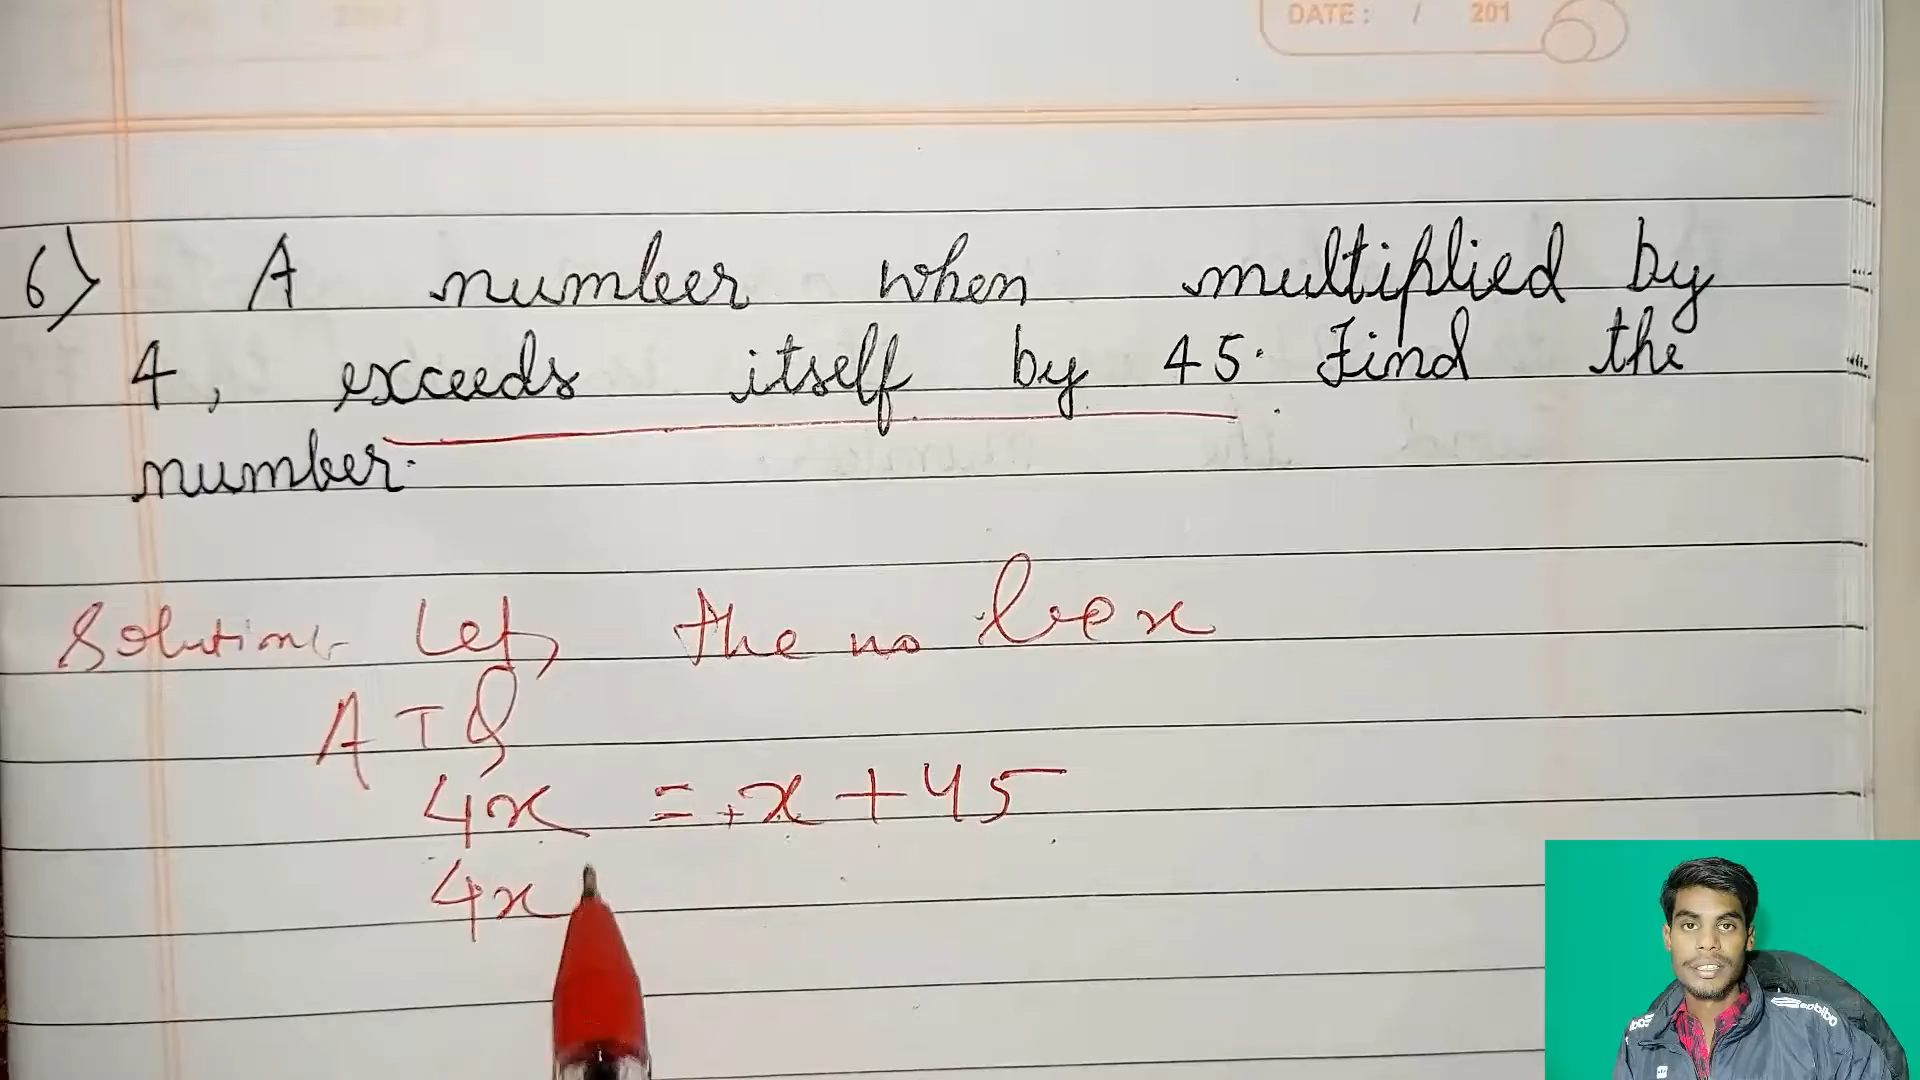 DATE : / 201
6) A number when multiplied by
4, exceeds itself by 45. Find the
number.
Solution:- Let, the no be x
ATQ
4x = +x + 45
4x